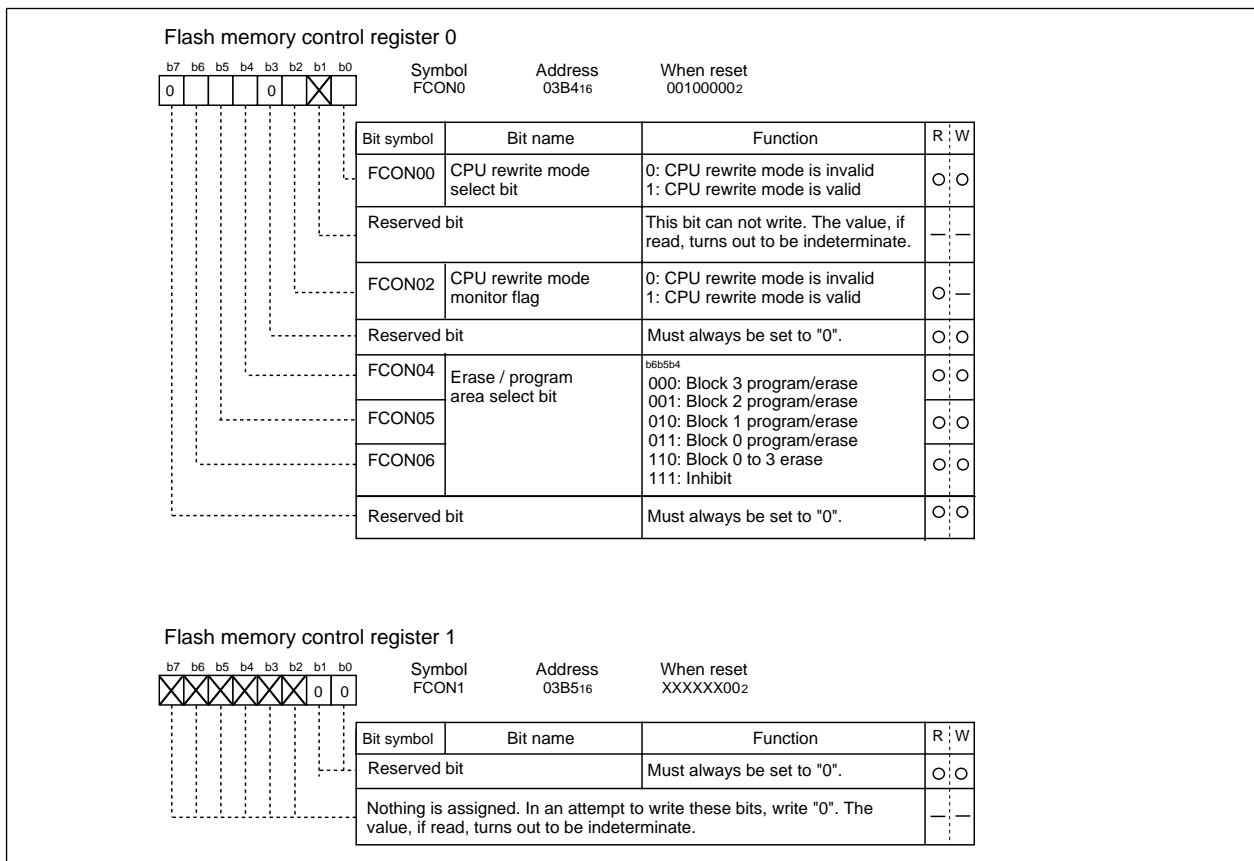 Flash memory control register 0
b7 b6 b5 b4 b3 b2 b1 b0
Symbol Address When reset
FCON0 03B416 001000002
0 0
Bit symbol Bit name Function R W
FCON00 CPU rewrite mode select bit 0: CPU rewrite mode is invalid
1: CPU rewrite mode is valid
Reserved bit This bit can not write. The value, if
read, turns out to be indeterminate.
FCON02 CPU rewrite mode monitor flag 0: CPU rewrite mode is invalid
1: CPU rewrite mode is valid
Reserved bit Must always be set to "0".
FCON04 Erase / program
area select bit
b6b5b4
000: Block 3 program/erase
001: Block 2 program/erase
FCON05 010: Block 1 program/erase
011: Block 0 program/erase
FCON06 110: Block 0 to 3 erase
111: Inhibit
Reserved bit Must always be set to "0".
Flash memory control register 1
b7 b6 b5 b4 b3 b2 b1 b0
Symbol Address When reset
FCON1 03B516 XXXXXX002
0 0
Bit symbol Bit name Function R W
Reserved bit Must always be set to "0".
Nothing is assigned. In an attempt to write these bits, write "0". The
value, if read, turns out to be indeterminate.